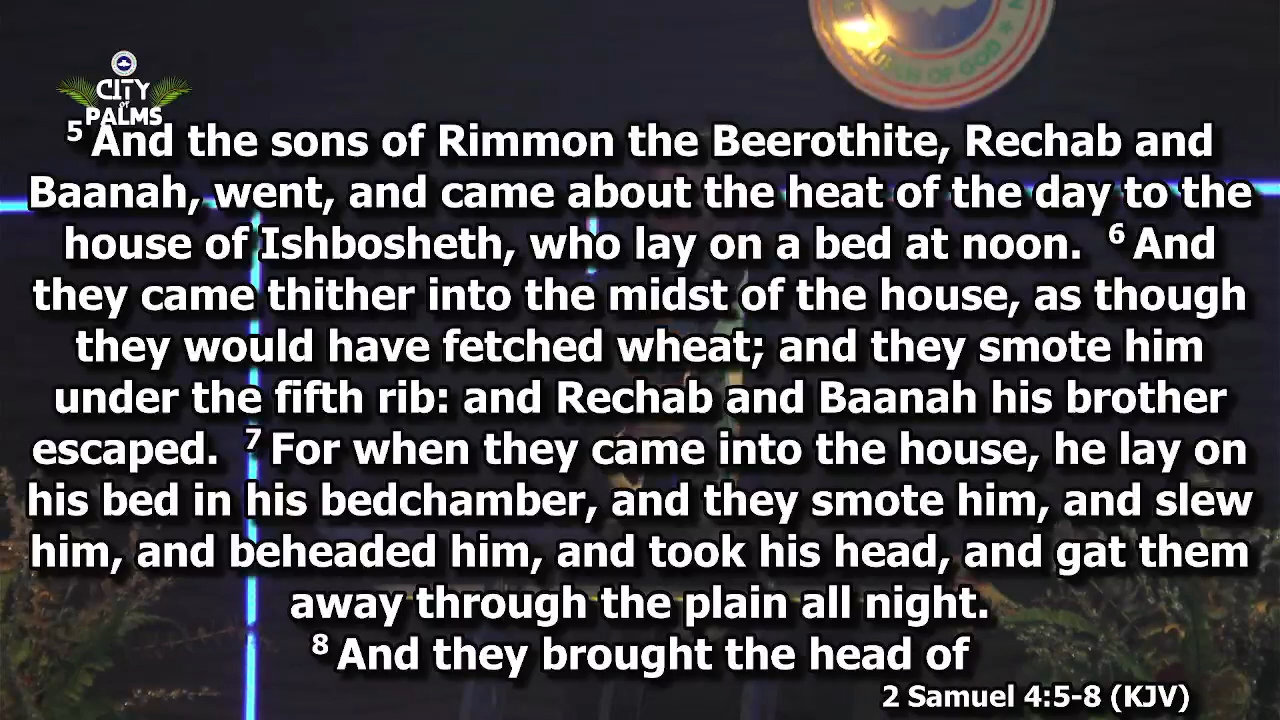 CITY
of
PALMS
OF GOD
5 And the sons of Rimmon the Beerothite, Rechab and
Baanah, went, and came about the heat of the day to the
house of Ishbosheth, who lay on a bed at noon. 6 And
they came thither into the midst of the house, as though
they would have fetched wheat; and they smote him
under the fifth rib: and Rechab and Baanah his brother
escaped. 7 For when they came into the house, he lay on
his bed in his bedchamber, and they smote him, and slew
him, and beheaded him, and took his head, and gat them
away through the plain all night.
8 And they brought the head of
2 Samuel 4:5-8 (KJV)